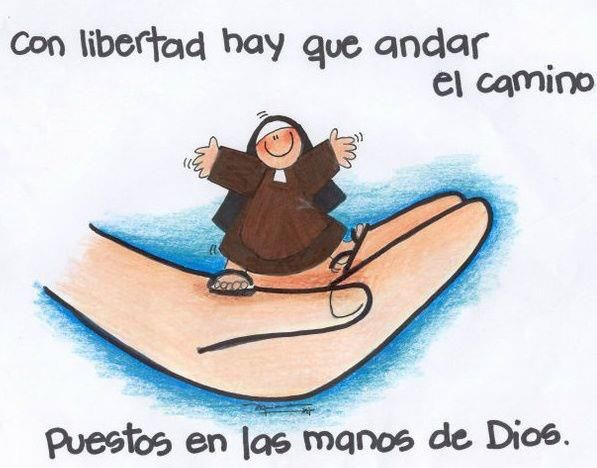 con libertad hay que andar
el camino
Puestos en las manos de Dios.